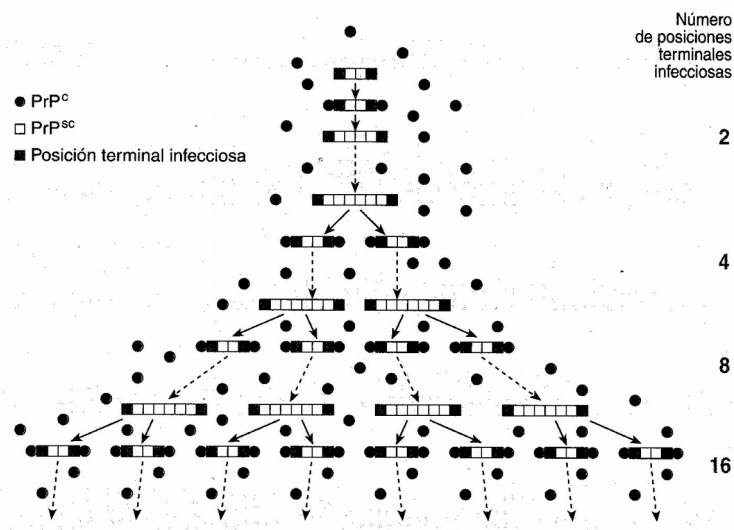 Número
de posiciones
terminales
infecciosas
PrPᶜ
PrPˢᶜ
Posición terminal infecciosa
2
4
8
16